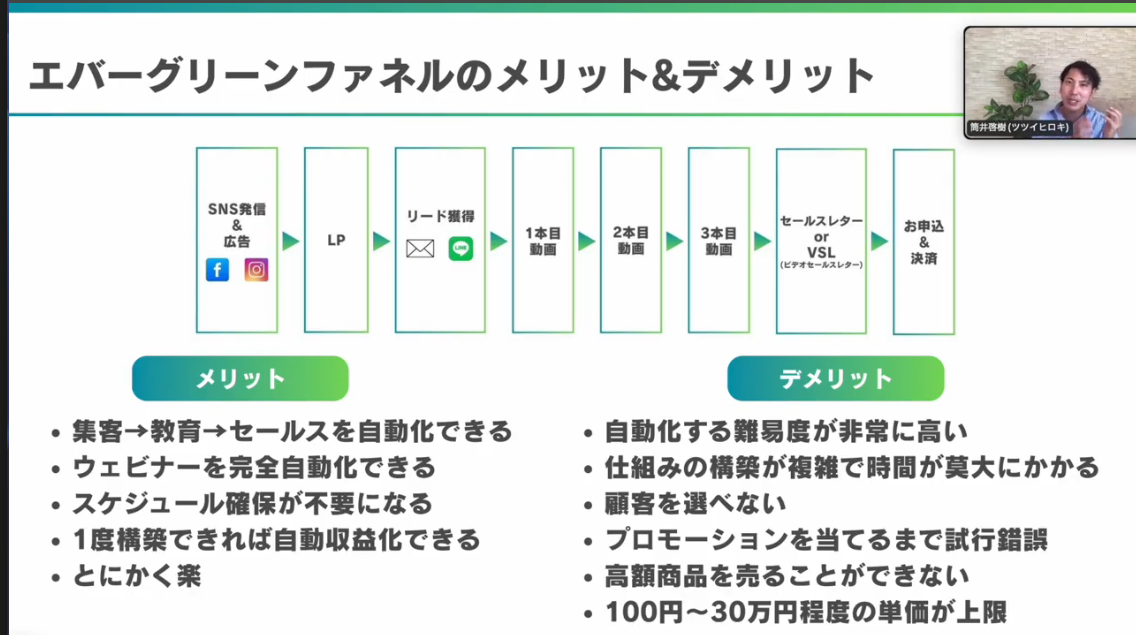 エバーグリーンファネルのメリット&デメリット
筒井啓樹 (ツツイヒロキ)
SNS発信
&
広告
LP
リード獲得
LINE
1本目
動画
2本目
動画
3本目
動画
セールスレター
or
VSL
(ビデオセールスレター)
お申込
&
決済
メリット
• 集客→教育→セールスを自動化できる
• ウェビナーを完全自動化できる
• スケジュール確保が不要になる
• 1度構築できれば自動収益化できる
• とにかく楽
デメリット
• 自動化する難易度が非常に高い
• 仕組みの構築が複雑で時間が莫大にかかる
• 顧客を選べない
• プロモーションを当てるまで試行錯誤
• 高額商品を売ることができない
• 100円〜30万円程度の単価が上限